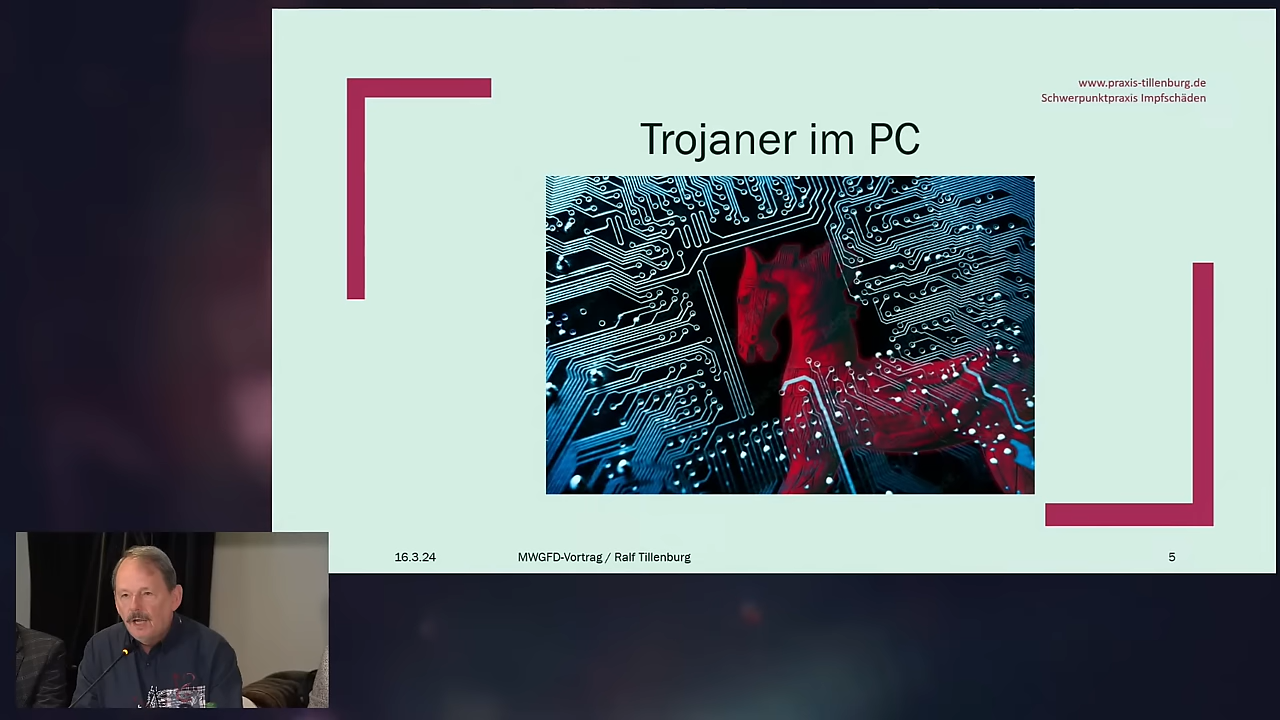 www.praxis-tillenburg.de
Schwerpunktpraxis Impfschäden
Trojaner im PC
16.3.24 MWGFD-Vortrag / Ralf Tillenburg 5